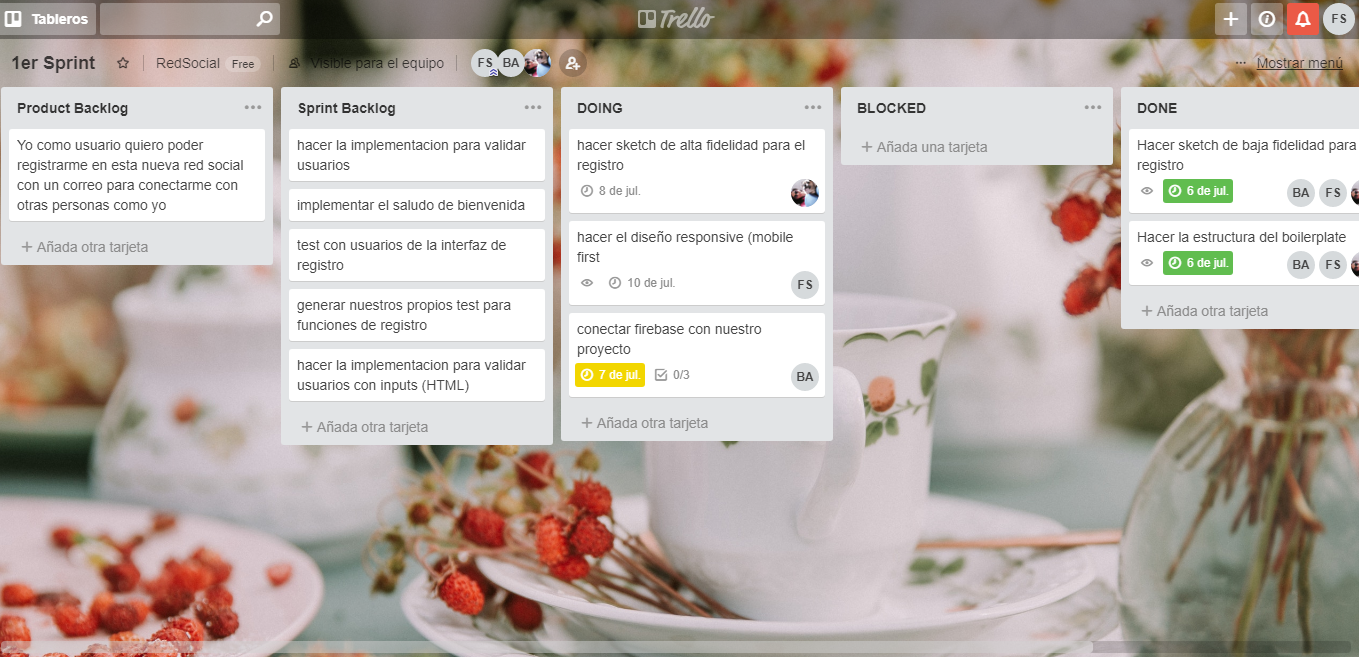 Tableros
Trello
FS
1er Sprint
RedSocial
Free
Visible para el equipo
FS
BA
... Mostrar menú
Product Backlog
Yo como usuario quiero poder
registrarme en esta nueva red social
con un correo para conectarme con
otras personas como yo
+ Añada otra tarjeta
Sprint Backlog
hacer la implementacion para validar
usuarios
implementar el saludo de bienvenida
test con usuarios de la interfaz de
registro
generar nuestros propios test para
funciones de registro
hacer la implementacion para validar
usuarios con inputs (HTML)
+ Añada otra tarjeta
DOING
hacer sketch de alta fidelidad para el
registro
8 de jul.
hacer el diseño responsive (mobile
first
10 de jul.
FS
conectar firebase con nuestro
proyecto
7 de jul.
0/3
BA
+ Añada otra tarjeta
BLOCKED
+ Añada una tarjeta
DONE
Hacer sketch de baja fidelidad para
registro
6 de jul.
BA
FS
Hacer la estructura del boilerplate
6 de jul.
BA
FS
+ Añada otra tarjeta